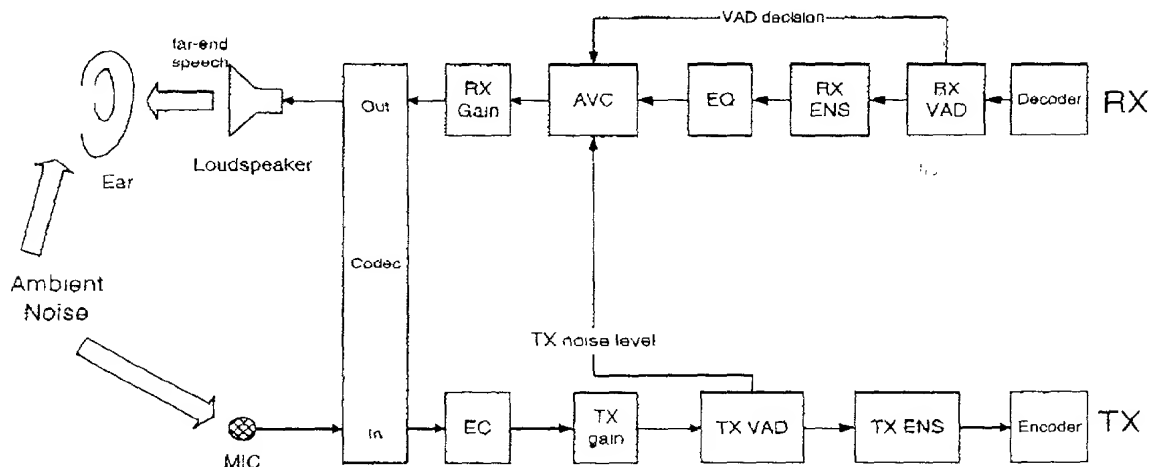 VAD decision
far-end
speech
Out
RX
Gain
AVC
EQ
RX
ENS
RX
VAD
Decoder
RX
Loudspeaker
Ear
Codec
Ambient
Noise
TX noise level
MIC
In
EC
TX
gain
TX VAD
TX ENS
Encoder
TX